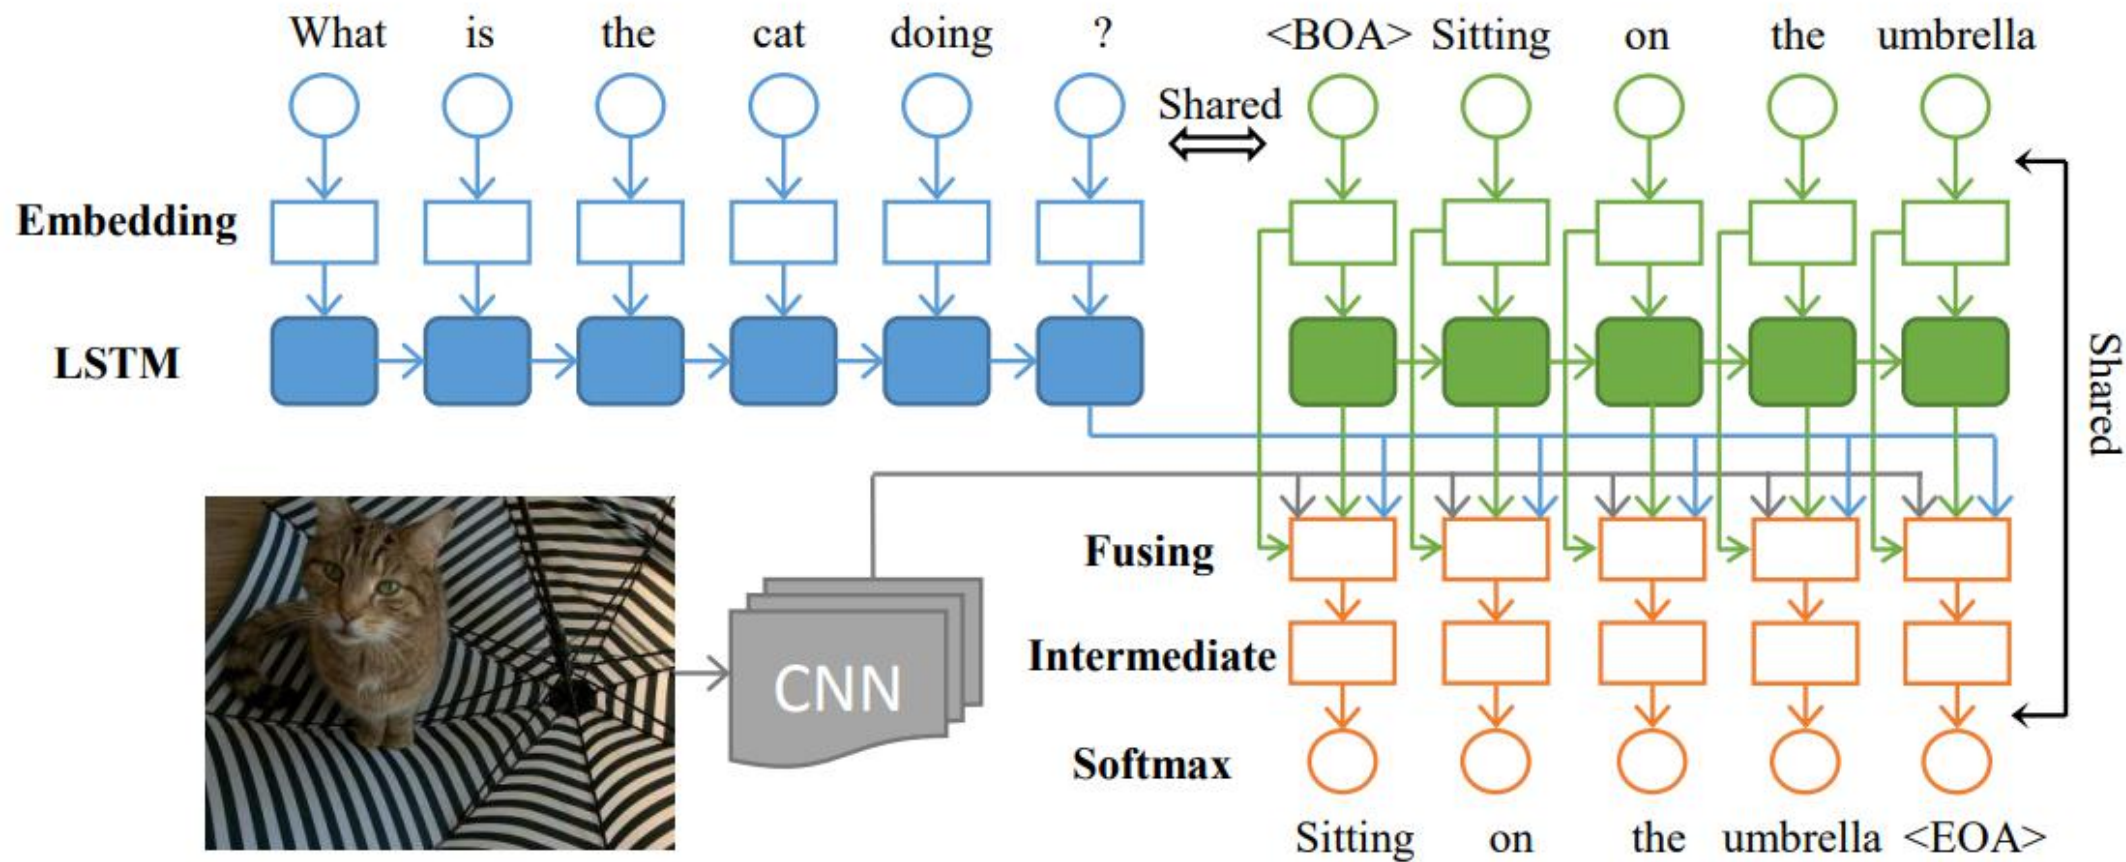 What is the cat doing ?
<BOA> Sitting on the umbrella
Shared
Embedding
LSTM
Shared
Fusing
Intermediate
CNN
Softmax
Sitting on the umbrella <EOA>